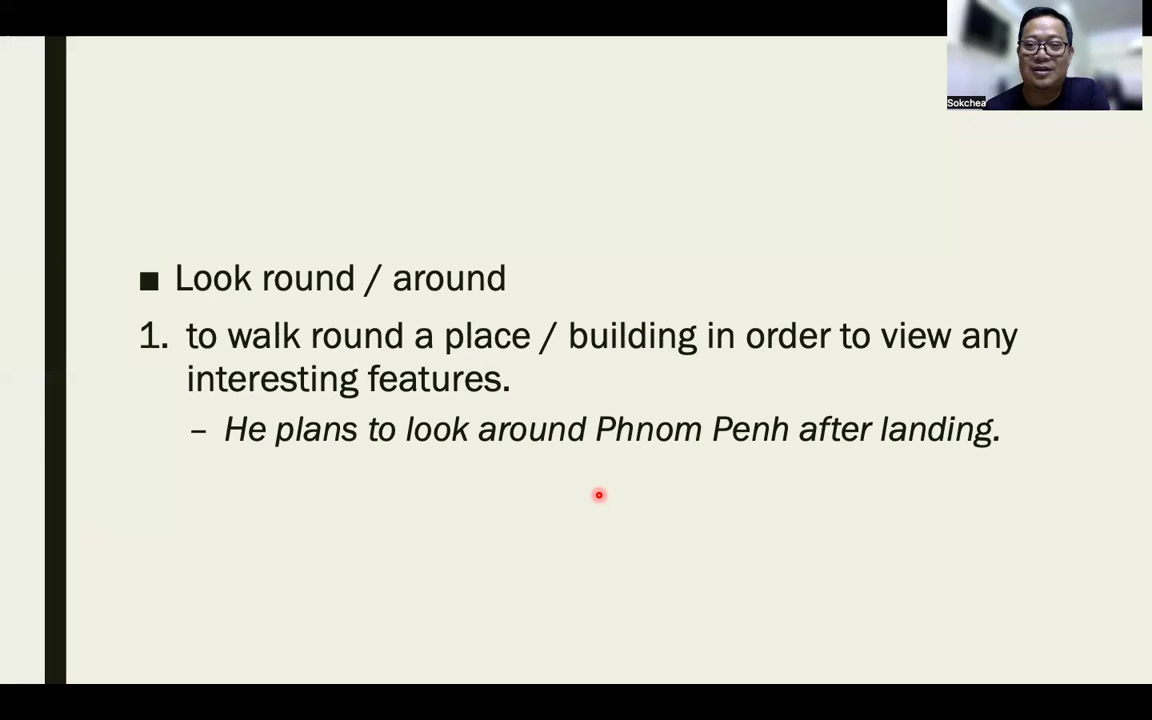 Sokchea
■ Look round / around
1. to walk round a place / building in order to view any
interesting features.
– He plans to look around Phnom Penh after landing.